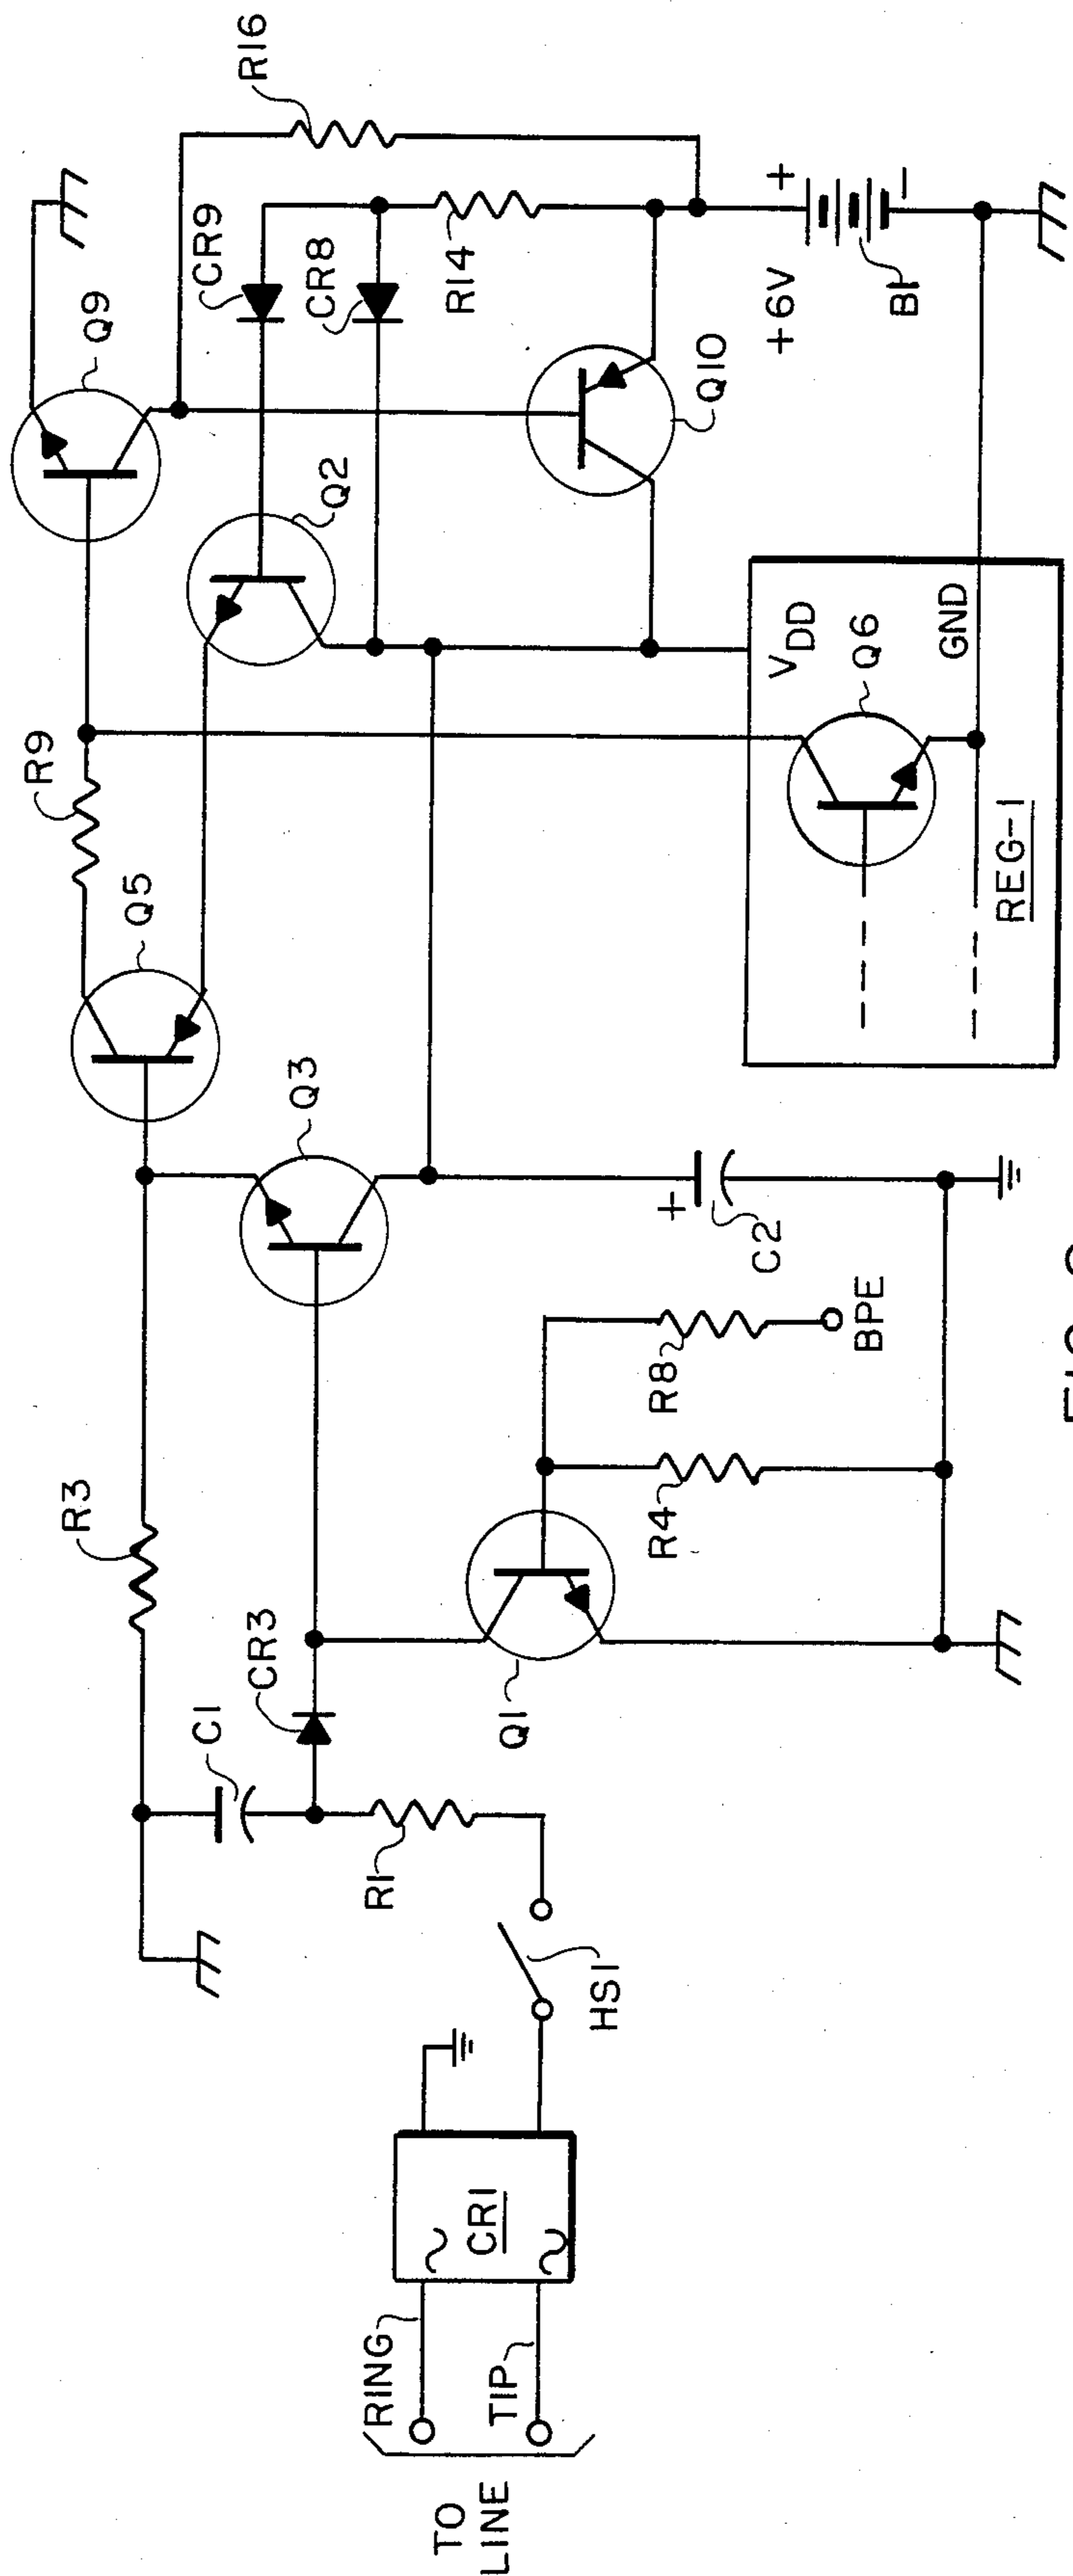 TO
LINE
RING
TIP
CR1
HS1
R1
C1
CR3
R3
Q1
R4
R8
BPE
Q3
C2
+
Q5
R9
Q2
Q9
CR9
CR8
R14
R16
Q10
+6V
+
−
B1
VDD
Q6
GND
REG-1
FIG